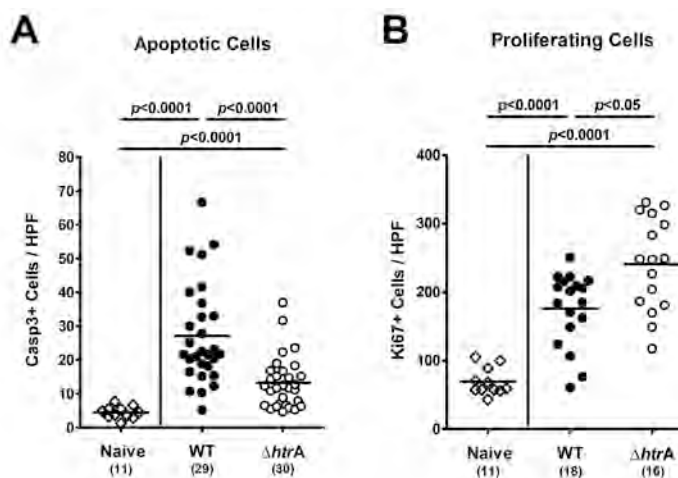 A
Apoptotic Cells
p<0.0001 p<0.0001
p<0.0001
80
70
60
50
40
30
20
10
0
Casp3+ Cells / HPF
Naive WT ΔhtrA
(11) (29) (30)
B
Proliferating Cells
p<0.0001 p<0.05
p<0.0001
400
300
200
100
0
Ki67+ Cells / HPF
Naive WT ΔhtrA
(11) (18) (16)